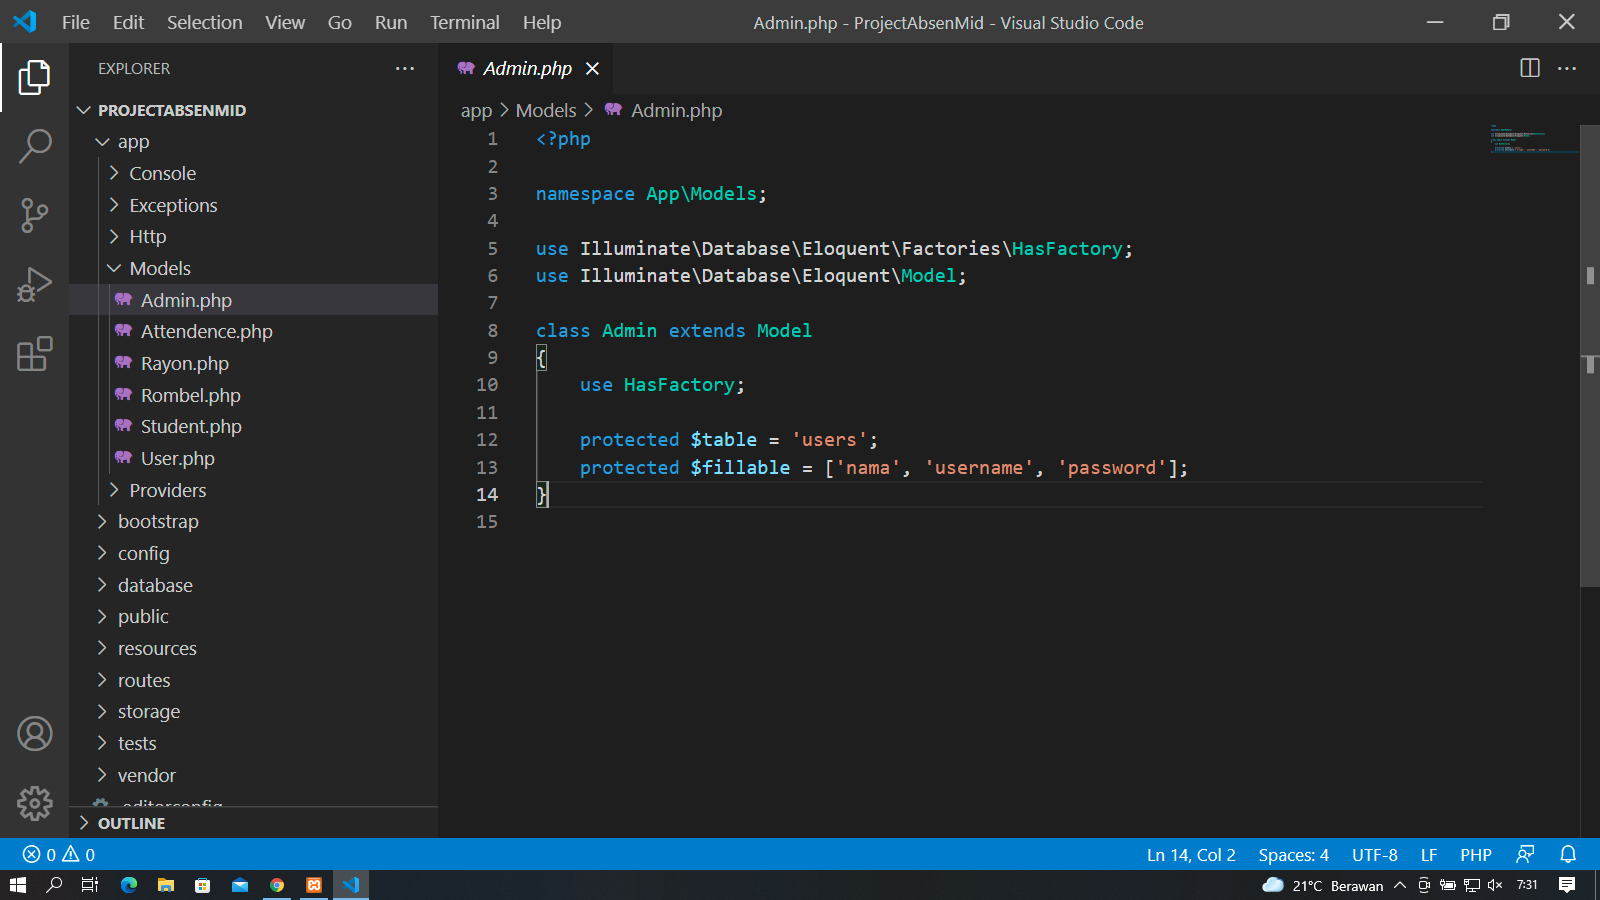 File Edit Selection View Go Run Terminal Help
Admin.php - ProjectAbsenMid - Visual Studio Code
EXPLORER
PROJECTABSENMID
app
Console
Exceptions
Http
Models
Admin.php
Attendence.php
Rayon.php
Rombel.php
Student.php
User.php
Providers
bootstrap
config
database
public
resources
routes
storage
tests
vendor
.editorconfig
OUTLINE
Admin.php
app > Models > Admin.php
1 <?php
2
3 namespace App\Models;
4
5 use Illuminate\Database\Eloquent\Factories\HasFactory;
6 use Illuminate\Database\Eloquent\Model;
7
8 class Admin extends Model
9 {
10 use HasFactory;
11
12 protected $table = 'users';
13 protected $fillable = ['nama', 'username', 'password'];
14 }
15
0 0
Ln 14, Col 2 Spaces: 4 UTF-8 LF PHP
21°C Berawan 7:31